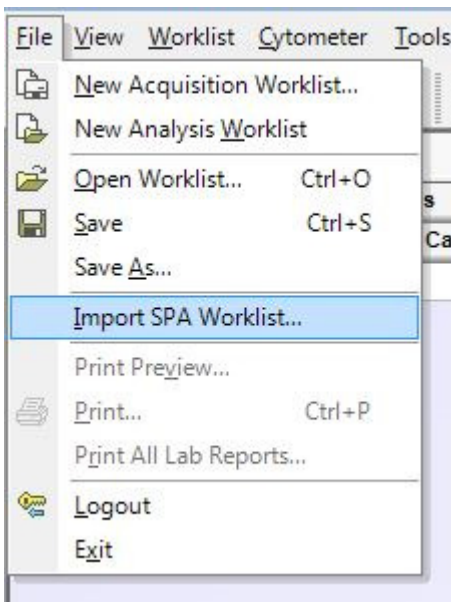 File View Worklist Cytometer Tools
New Acquisition Worklist...
New Analysis Worklist
Open Worklist... Ctrl+O
s
Save Ctrl+S
Ca
Save As...
Import SPA Worklist...
Print Preview...
Print... Ctrl+P
Print All Lab Reports...
Logout
Exit